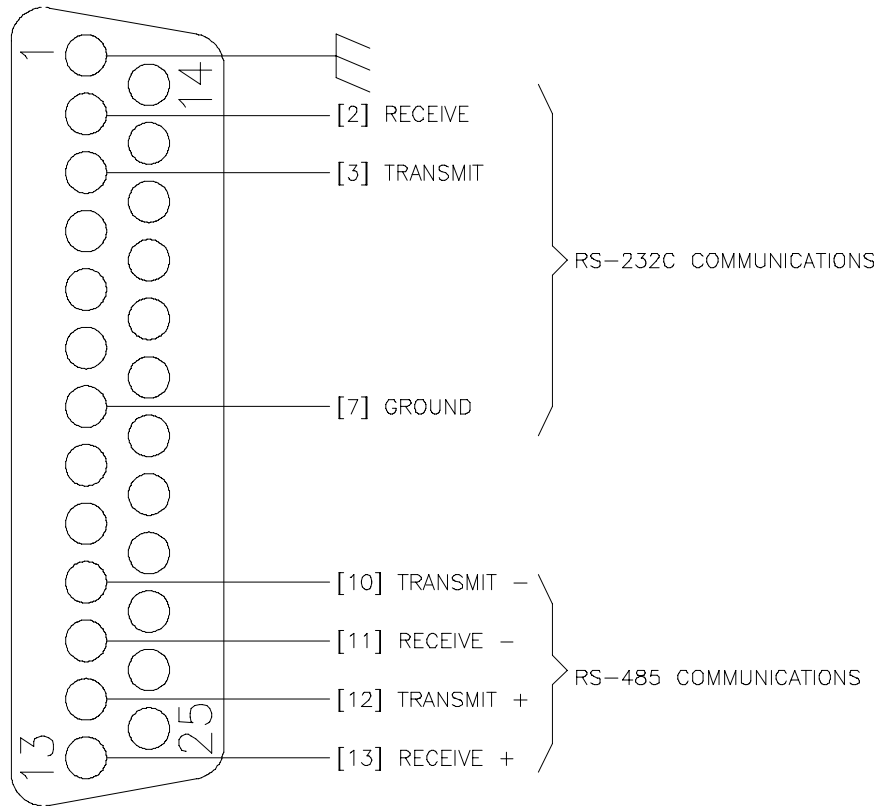 1
14
[2] RECEIVE
[3] TRANSMIT
RS-232C COMMUNICATIONS
[7] GROUND
[10] TRANSMIT -
[11] RECEIVE -
RS-485 COMMUNICATIONS
[12] TRANSMIT +
25
13
[13] RECEIVE +